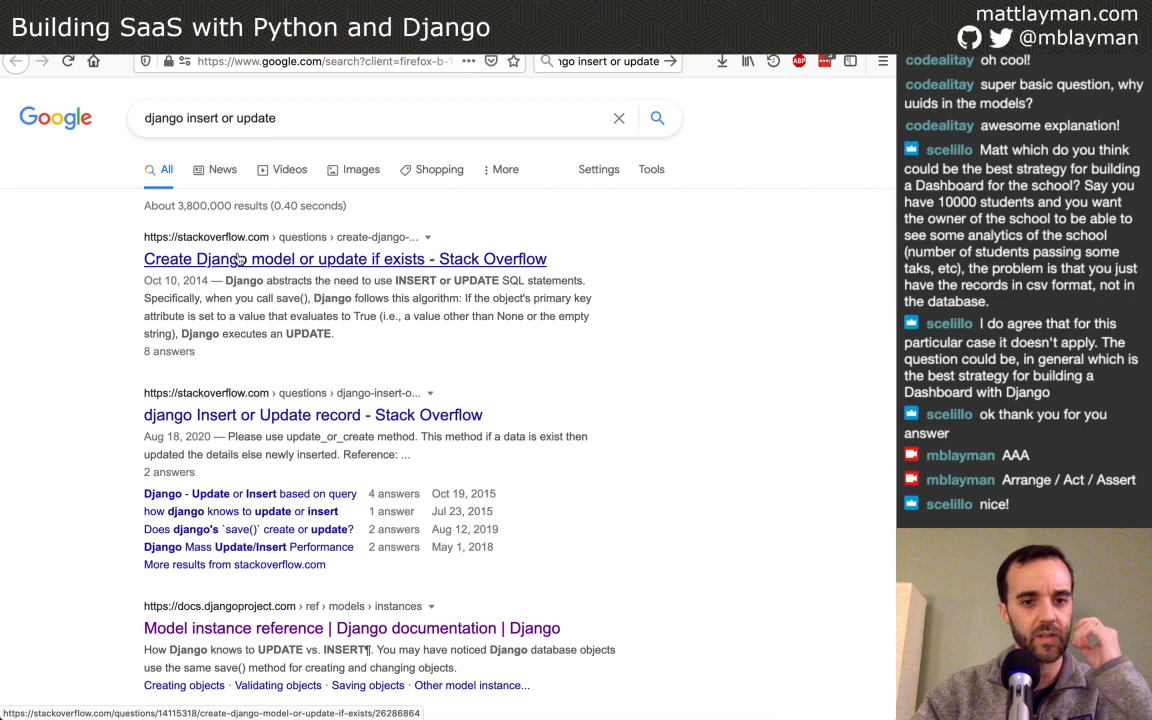 Building SaaS with Python and Django
mattlayman.com
@mblayman
https://www.google.com/search?client=firefox-b-1
ngo insert or update
ABP
Google
django insert or update
All
News
Videos
Images
Shopping
More
Settings
Tools
About 3,800,000 results (0.40 seconds)
https://stackoverflow.com › questions › create-django-...
Create Django model or update if exists - Stack Overflow
Oct 10, 2014 — Django abstracts the need to use INSERT or UPDATE SQL statements.
Specifically, when you call save(), Django follows this algorithm: If the object's primary key
attribute is set to a value that evaluates to True (i.e., a value other than None or the empty
string), Django executes an UPDATE.
8 answers
https://stackoverflow.com › questions › django-insert-o...
django Insert or Update record - Stack Overflow
Aug 18, 2020 — Please use update_or_create method. This method if a data is exist then
updated the details else newly inserted. Reference: ...
2 answers
Django - Update or Insert based on query 4 answers Oct 19, 2015
how django knows to update or insert 1 answer Jul 23, 2015
Does django's `save()` create or update? 2 answers Aug 12, 2019
Django Mass Update/Insert Performance 2 answers May 1, 2018
More results from stackoverflow.com
https://docs.djangoproject.com › ref › models › instances
Model instance reference | Django documentation | Django
How Django knows to UPDATE vs. INSERT¶. You may have noticed Django database objects
use the same save() method for creating and changing objects.
Creating objects · Validating objects · Saving objects · Other model instance...
https://stackoverflow.com/questions/14115318/create-django-model-or-update-if-exists/26286864
codealitay oh cool!
codealitay super basic question, why
uuids in the models?
codealitay awesome explanation!
scelillo Matt which do you think
could be the best strategy for building
a Dashboard for the school? Say you
have 10000 students and you want
the owner of the school to be able to
see some analytics of the school
(number of students passing some
taks, etc), the problem is that you just
have the records in csv format, not in
the database.
scelillo I do agree that for this
particular case it doesn't apply. The
question could be, in general which is
the best strategy for building a
Dashboard with Django
scelillo ok thank you for you
answer
mblayman AAA
mblayman Arrange / Act / Assert
scelillo nice!